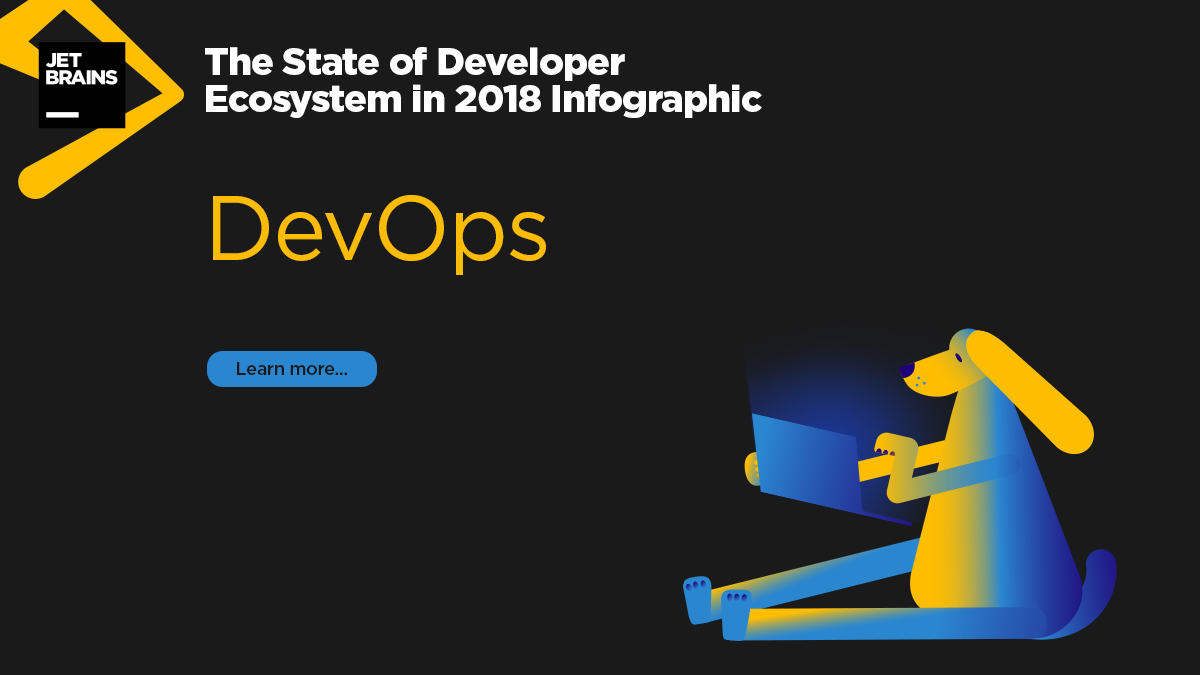 JET
BRAINS
The State of Developer
Ecosystem in 2018 Infographic
DevOps
Learn more...